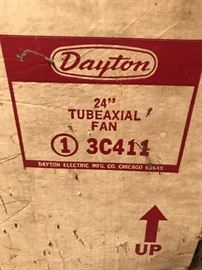 Dayton
24"
TUBEAXIAL
FAN
① 3C411
DAYTON ELECTRIC MFG. CO. CHICAGO 60648
UP